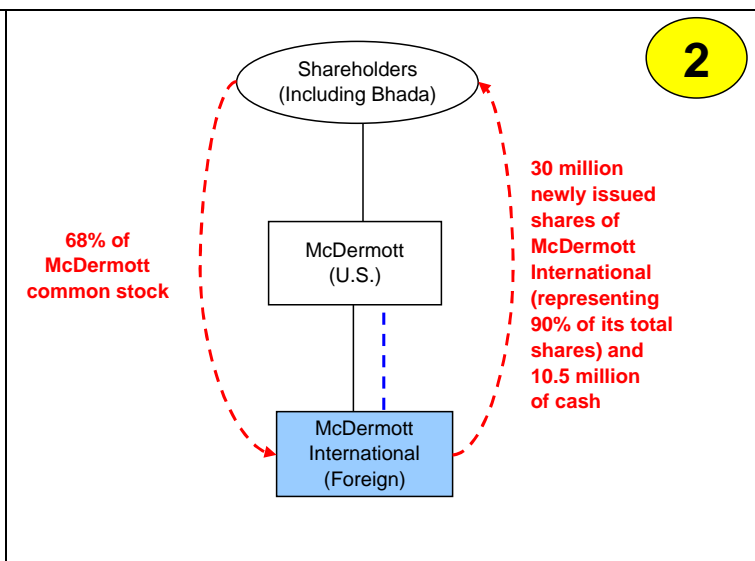 2
Shareholders
(Including Bhada)
68% of
McDermott
common stock
McDermott
(U.S.)
30 million
newly issued
shares of
McDermott
International
(representing
90% of its total
shares) and
10.5 million
of cash
McDermott
International
(Foreign)